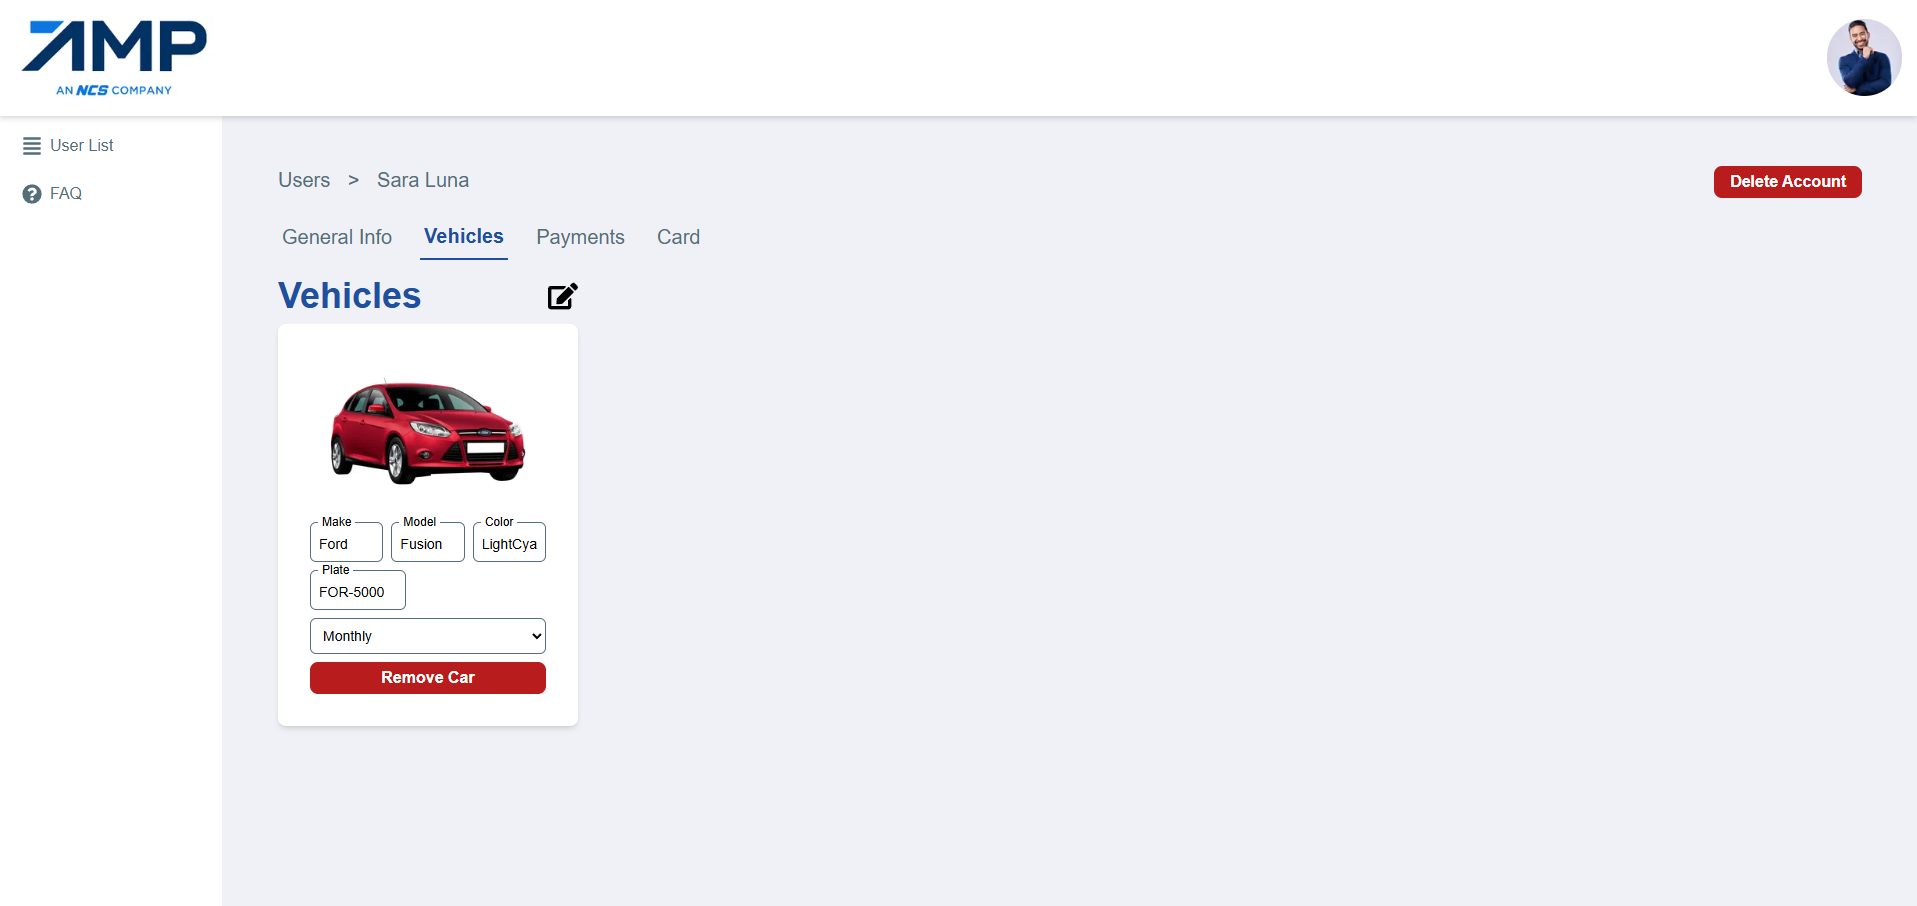 AMP
AN NCS COMPANY
User List
FAQ
Users > Sara Luna
Delete Account
General Info Vehicles Payments Card
Vehicles
Make Model Color
Ford Fusion LightCya
Plate
FOR-5000
Monthly
Remove Car